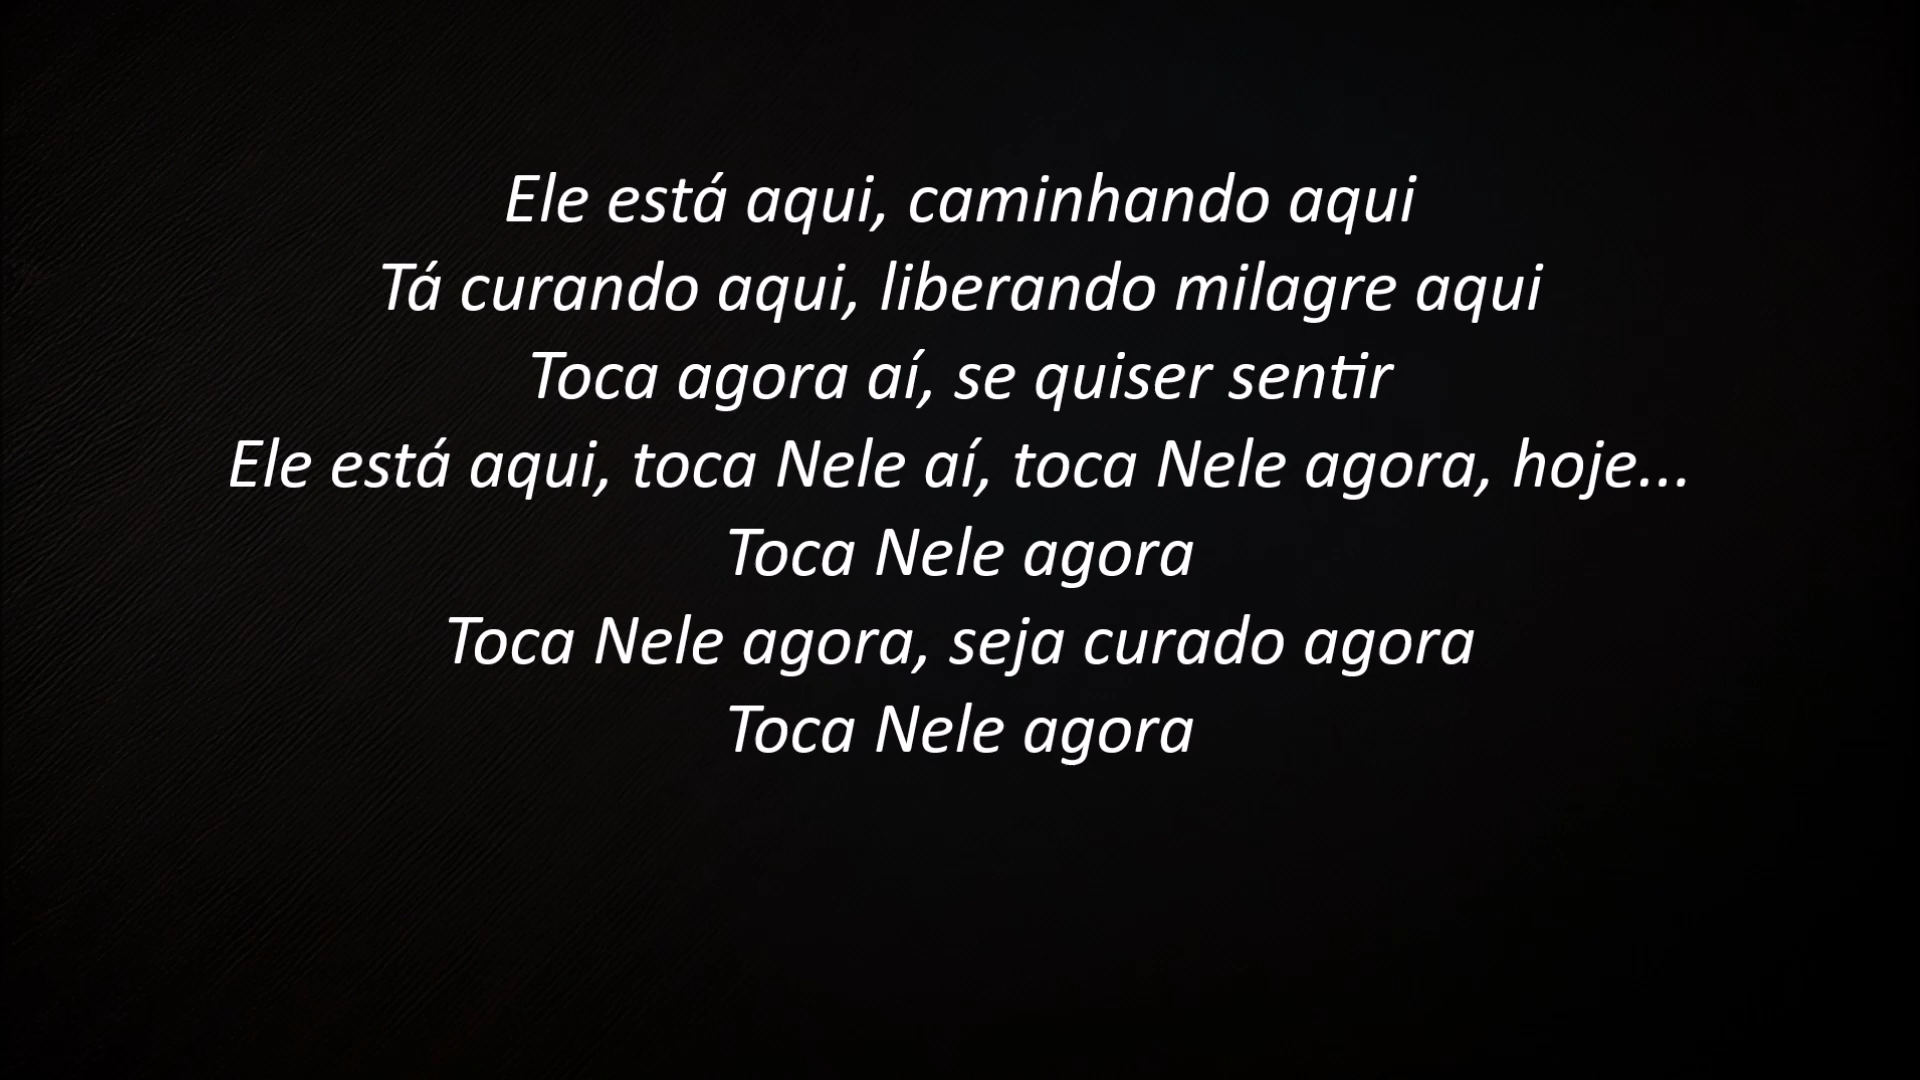 Ele está aqui, caminhando aqui
Tá curando aqui, liberando milagre aqui
Toca agora aí, se quiser sentir
Ele está aqui, toca Nele aí, toca Nele agora, hoje...
Toca Nele agora
Toca Nele agora, seja curado agora
Toca Nele agora